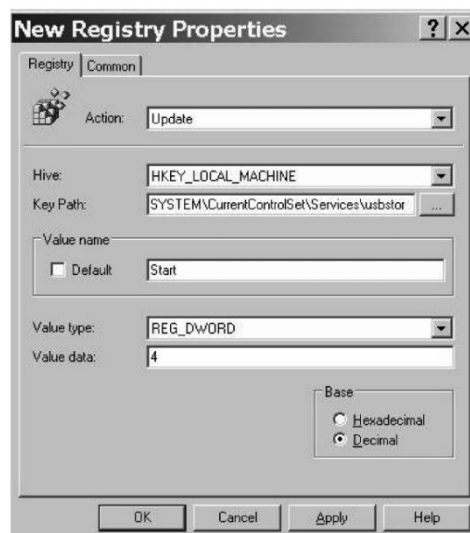 New Registry Properties
Registry Common
Action: Update
Hive: HKEY_LOCAL_MACHINE
Key Path: SYSTEM\CurrentControlSet\Services\usbstor ...
Value name
Default Start
Value type: REG_DWORD
Value data: 4
Base
Hexadecimal
Decimal
OK Cancel Apply Help